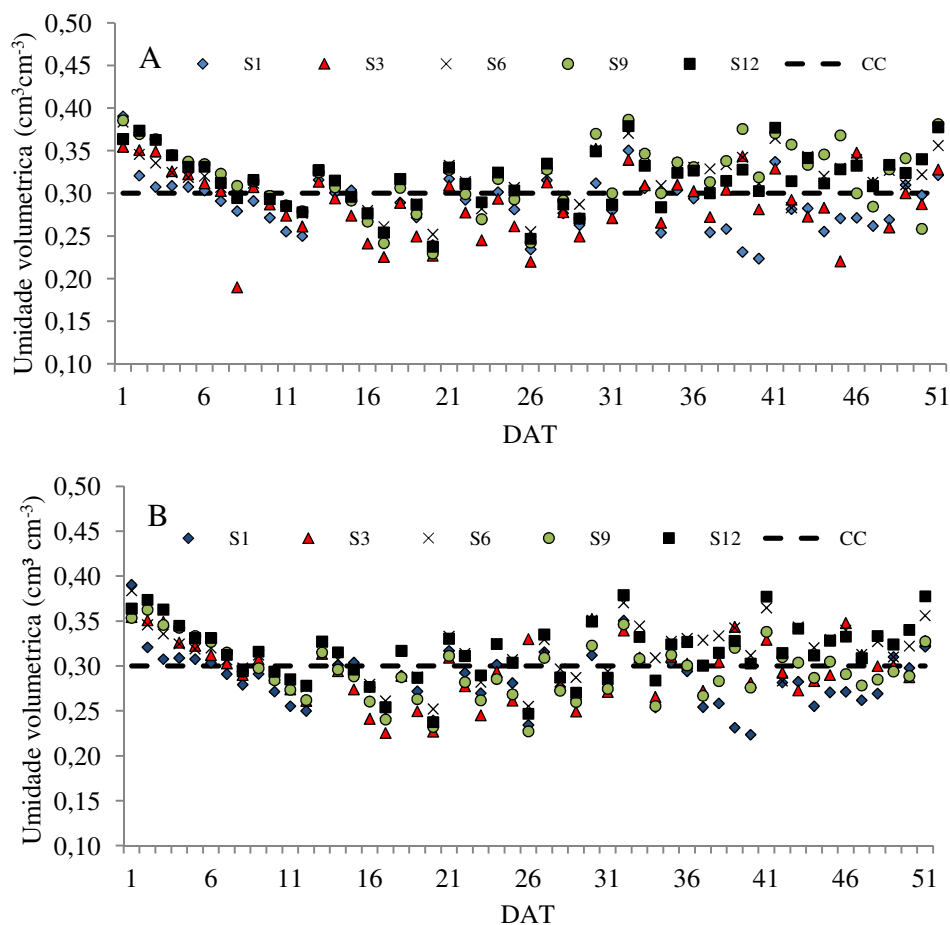 Umidade volumetrica (cm³cm⁻³)
0,50
0,45
0,40
0,35
0,30
0,25
0,20
0,15
0,10
A
S1 S3 S6 S9 S12 CC
1 6 11 16 21 26 31 36 41 46 51
DAT
Umidade volumetrica (cm³ cm⁻³)
0,50
0,45
0,40
0,35
0,30
0,25
0,20
0,15
0,10
B
S1 S3 S6 S9 S12 CC
1 6 11 16 21 26 31 36 41 46 51
DAT